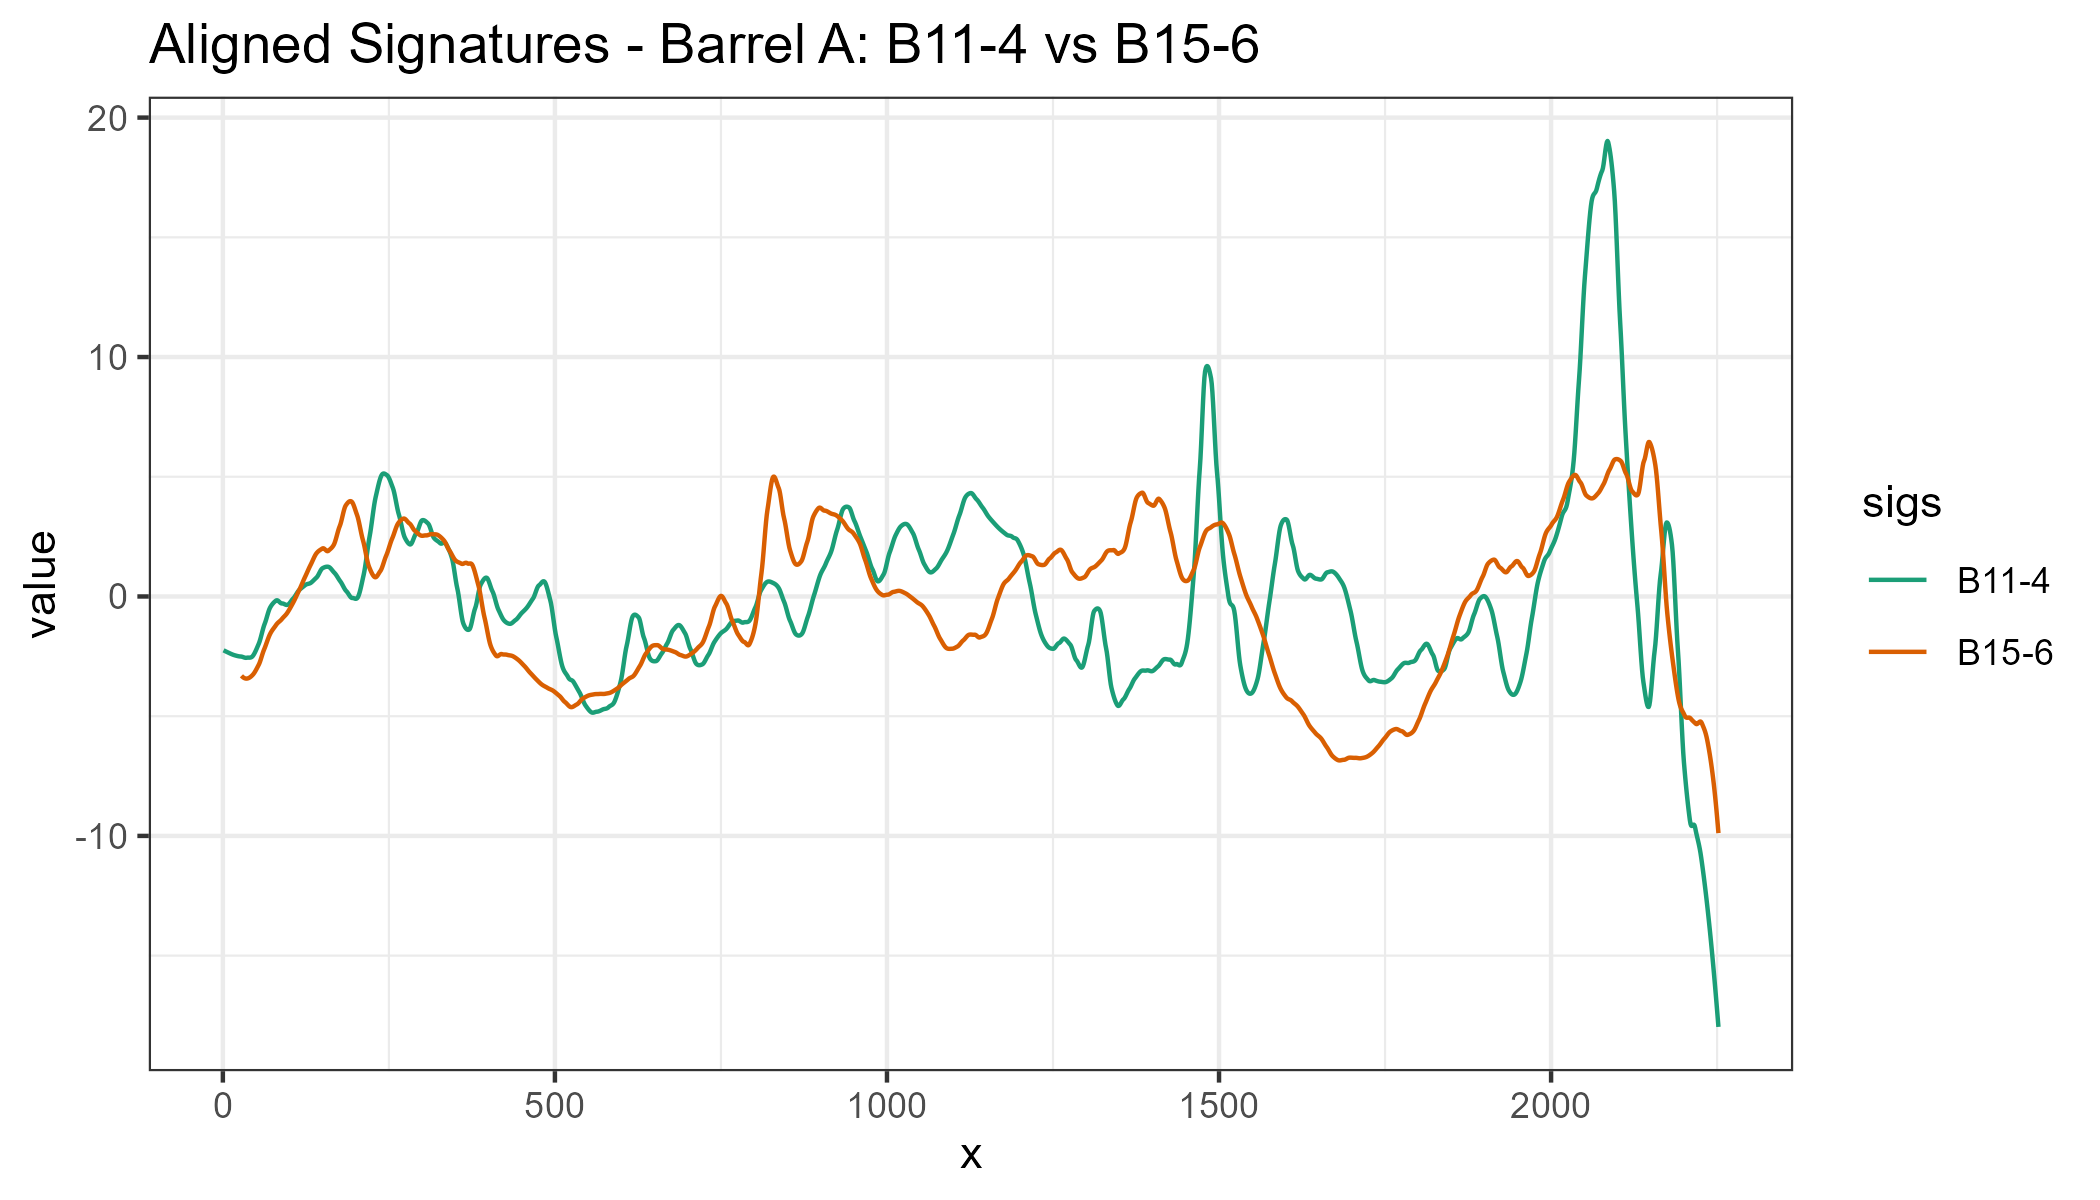 Aligned Signatures - Barrel A: B11-4 vs B15-6
20
10
0
-10
value
0 500 1000 1500 2000
x
sigs
B11-4
B15-6